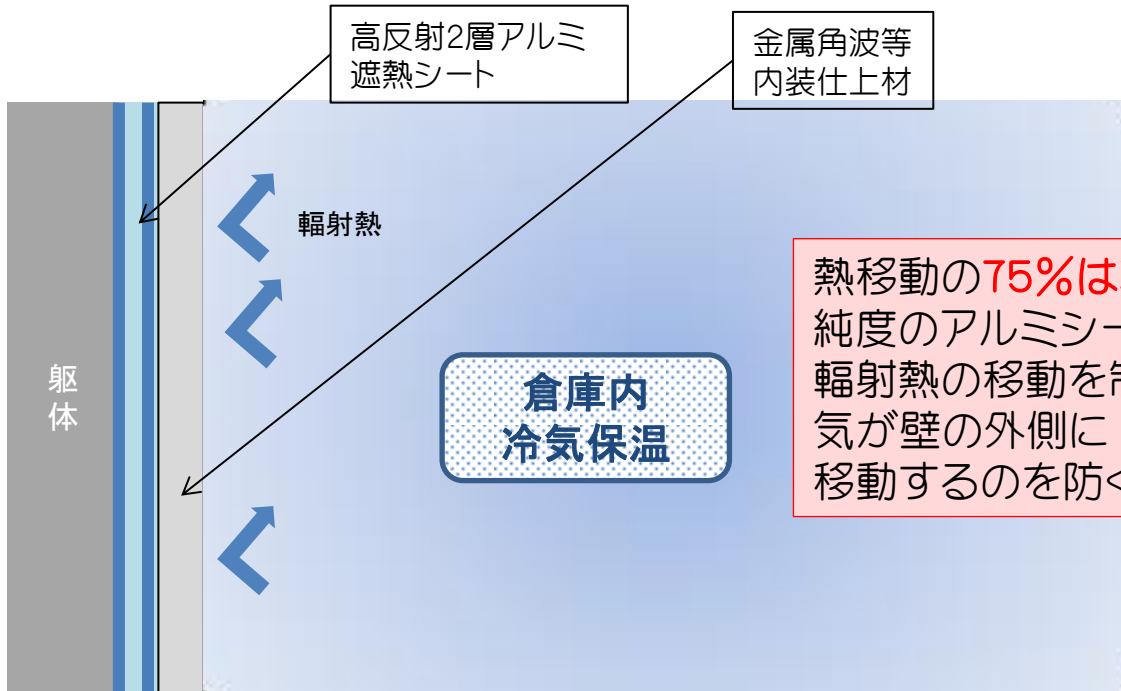 高反射2層アルミ
遮熱シート
金属角波等
内装仕上材
輻射熱
熱移動の75%は
純度のアルミシー
輻射熱の移動を
気が壁の外側に
移動するのを防ぐ
躯
体
倉庫内
冷気保温